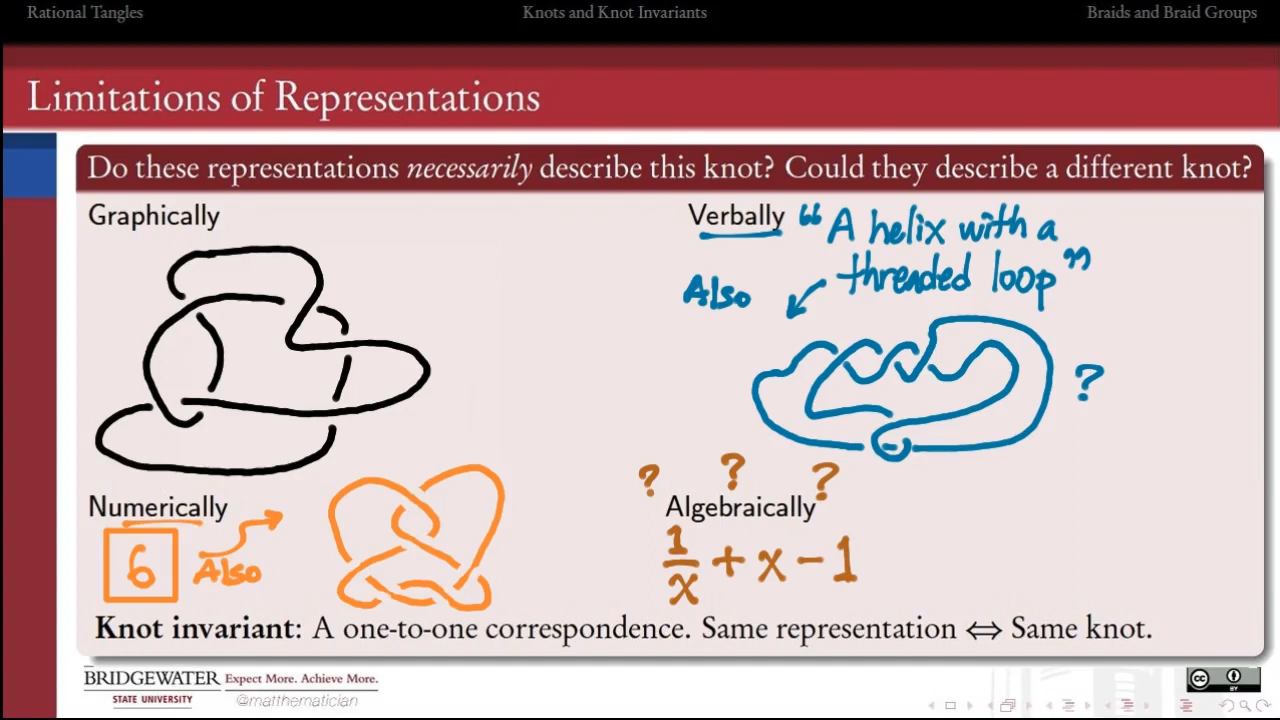 Rational Tangles Knots and Knot Invariants Braids and Braid Groups
Limitations of Representations
Do these representations necessarily describe this knot? Could they describe a different knot?
Graphically
Verbally “A helix with a
threaded loop”
Also
?
Numerically
6 Also
? ? ?
Algebraically
1/x + x - 1
Knot invariant: A one-to-one correspondence. Same representation ⇔ Same knot.
BRIDGEWATER Expect More. Achieve More.
STATE UNIVERSITY @matthematician
CC BY